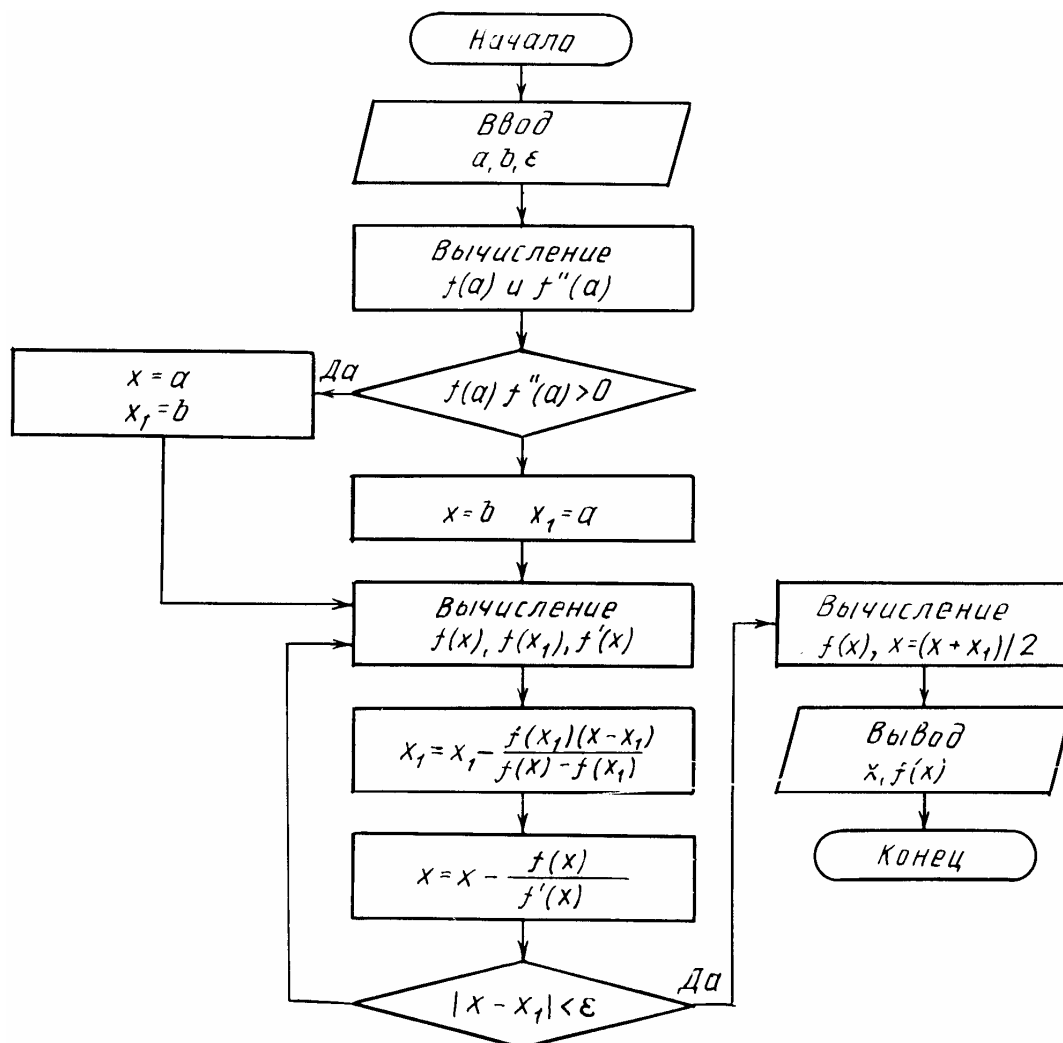 Начало
Ввод
a, b, ε
Вычисление
f(a) и f''(a)
Да
f(a) f''(a)>0
x = a
x₁ = b
x = b x₁ = a
Вычисление
f(x), f(x₁), f'(x)
x₁ = x₁ - f(x₁)(x - x₁) / f(x) - f(x₁)
x = x - f(x) / f'(x)
|x - x₁| < ε
Да
Вычисление
f(x), x=(x + x₁)/2
Вывод
x, f(x)
Конец